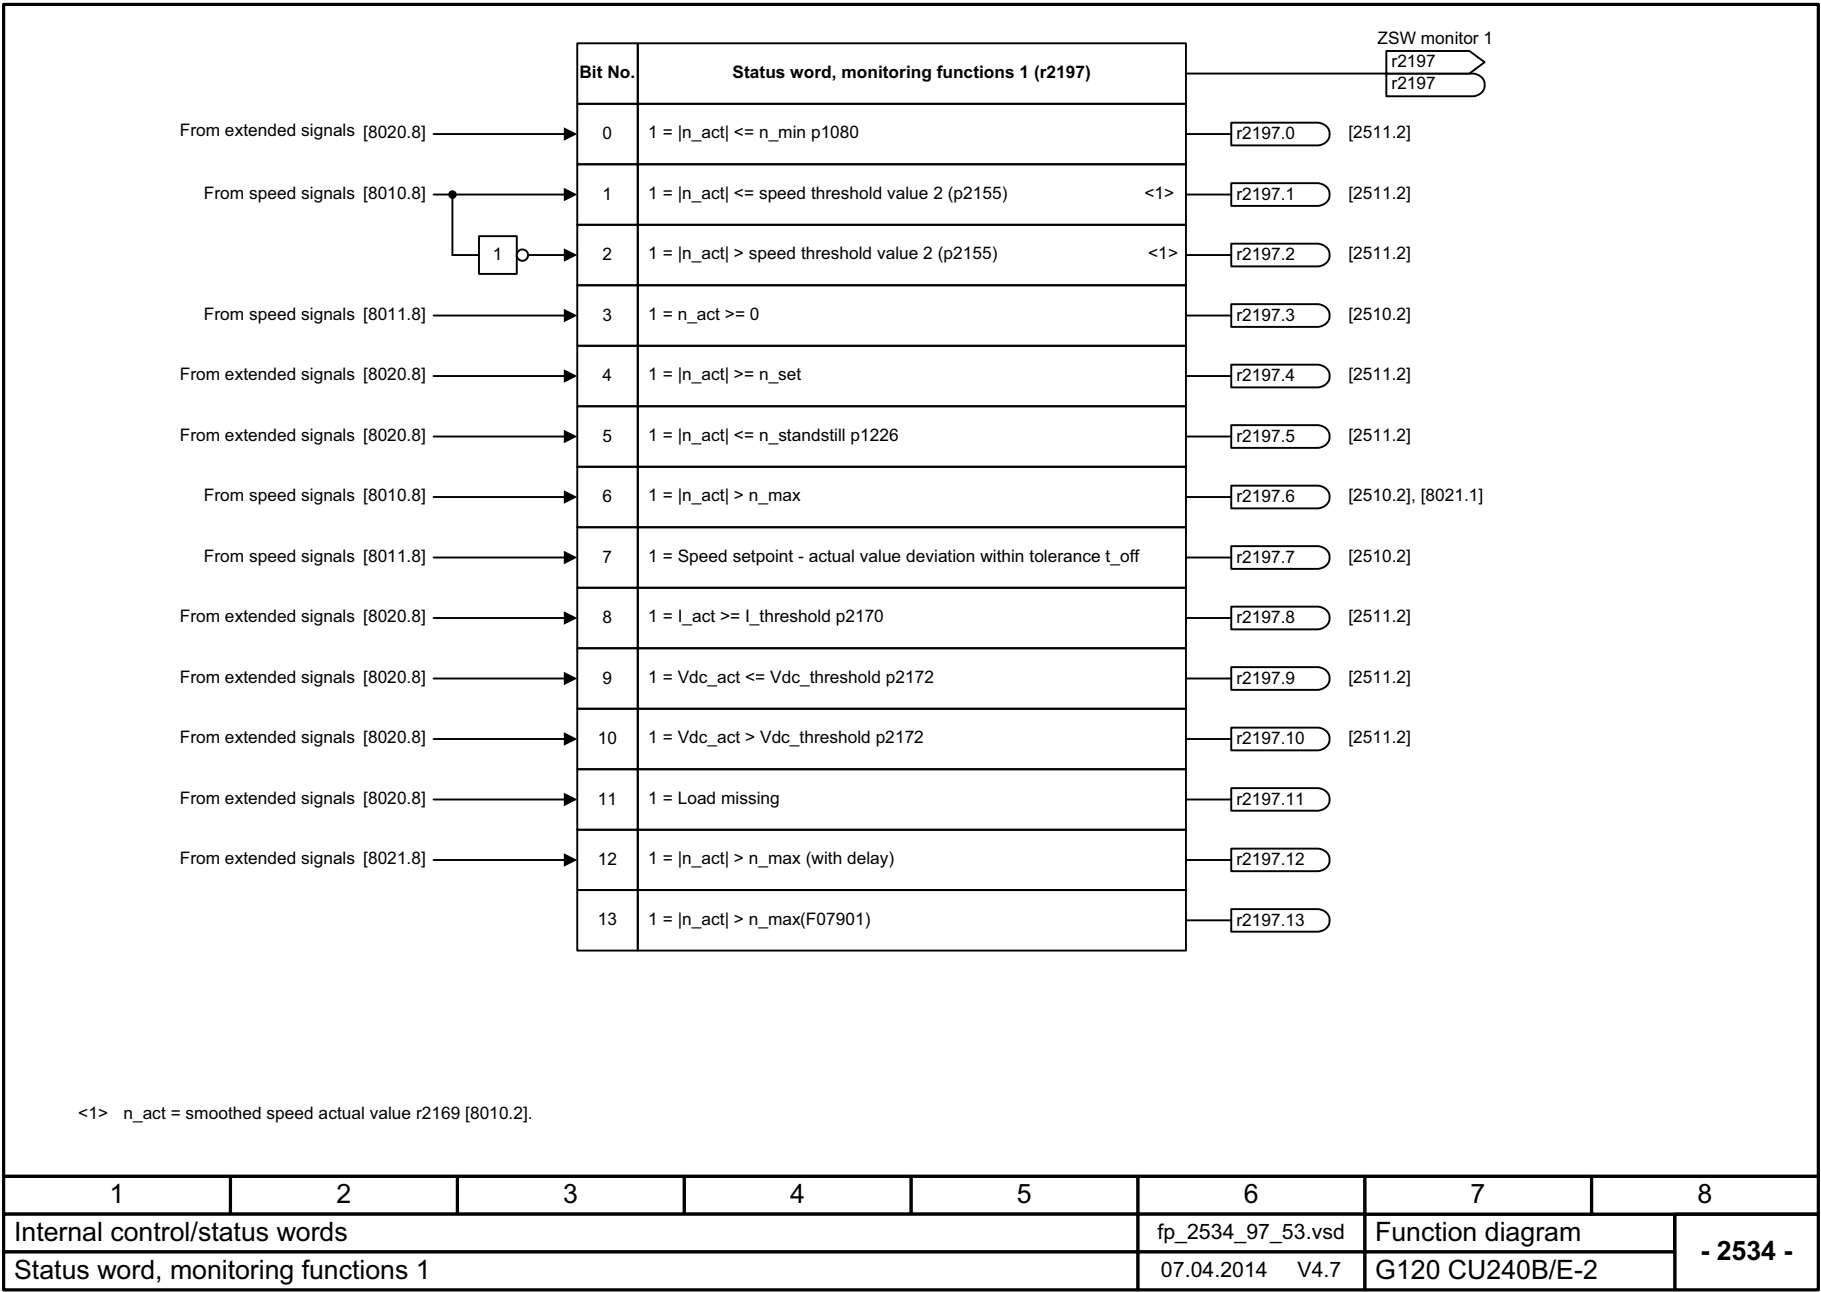 ZSW monitor 1
Bit No. Status word, monitoring functions 1 (r2197) r2197
r2197
From extended signals [8020.8] 0 1 = |n_act| <= n_min p1080 r2197.0 [2511.2]
From speed signals [8010.8] 1 1 = |n_act| <= speed threshold value 2 (p2155) <1> r2197.1 [2511.2]
1 2 1 = |n_act| > speed threshold value 2 (p2155) <1> r2197.2 [2511.2]
From speed signals [8011.8] 3 1 = n_act >= 0 r2197.3 [2510.2]
From extended signals [8020.8] 4 1 = |n_act| >= n_set r2197.4 [2511.2]
From extended signals [8020.8] 5 1 = |n_act| <= n_standstill p1226 r2197.5 [2511.2]
From speed signals [8010.8] 6 1 = |n_act| > n_max r2197.6 [2510.2], [8021.1]
From speed signals [8011.8] 7 1 = Speed setpoint - actual value deviation within tolerance t_off r2197.7 [2510.2]
From extended signals [8020.8] 8 1 = I_act >= I_threshold p2170 r2197.8 [2511.2]
From extended signals [8020.8] 9 1 = Vdc_act <= Vdc_threshold p2172 r2197.9 [2511.2]
From extended signals [8020.8] 10 1 = Vdc_act > Vdc_threshold p2172 r2197.10 [2511.2]
From extended signals [8020.8] 11 1 = Load missing r2197.11
From extended signals [8021.8] 12 1 = |n_act| > n_max (with delay) r2197.12
13 1 = |n_act| > n_max(F07901) r2197.13
<1> n_act = smoothed speed actual value r2169 [8010.2].
1 2 3 4 5 6 7 8
Internal control/status words fp_2534_97_53.vsd Function diagram - 2534 -
Status word, monitoring functions 1 07.04.2014 V4.7 G120 CU240B/E-2